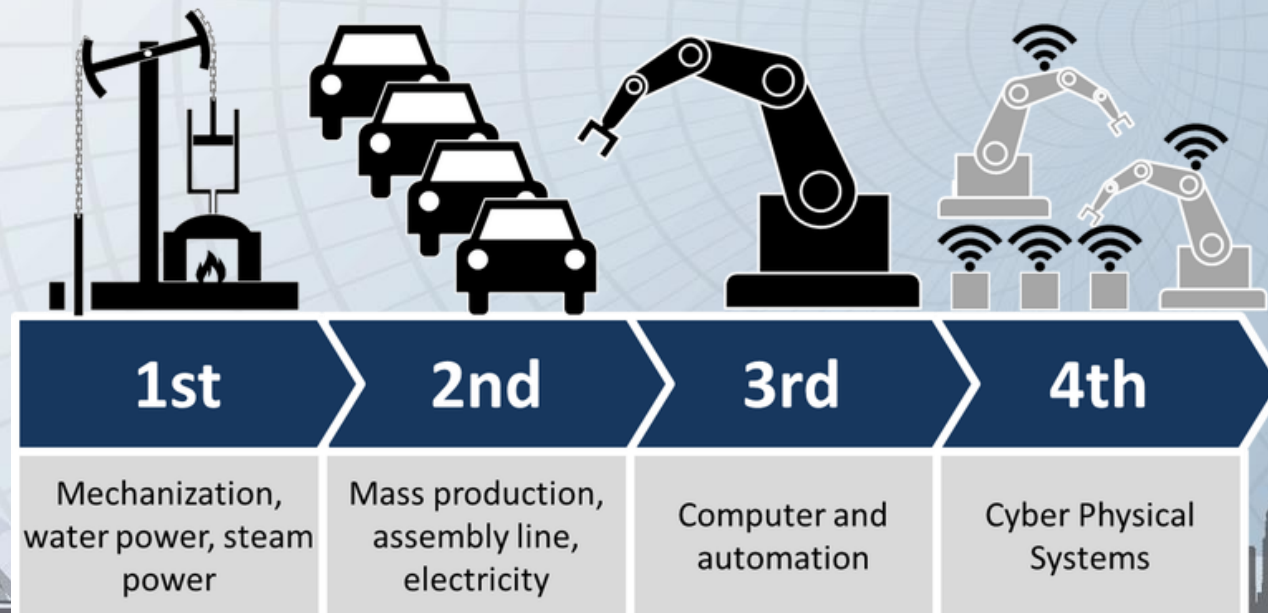 1st
2nd
3rd
4th
Mechanization,
water power, steam
power
Mass production,
assembly line,
electricity
Computer and
automation
Cyber Physical
Systems